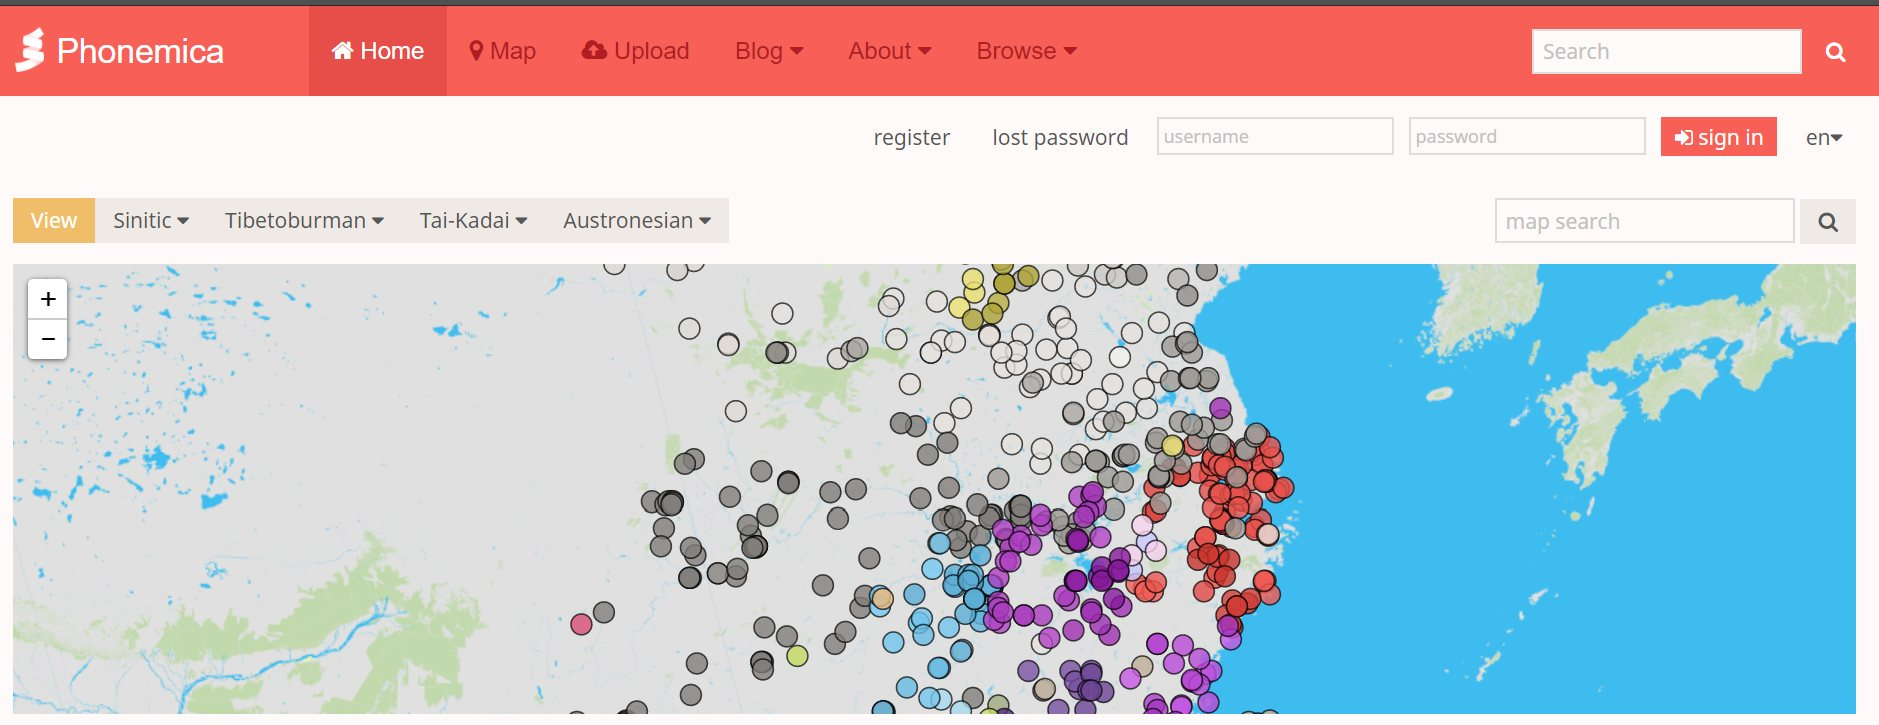 Phonemica Home Map Upload Blog About Browse Search
register lost password username password sign in en
View Sinitic Tibetoburman Tai-Kadai Austronesian map search
+
−